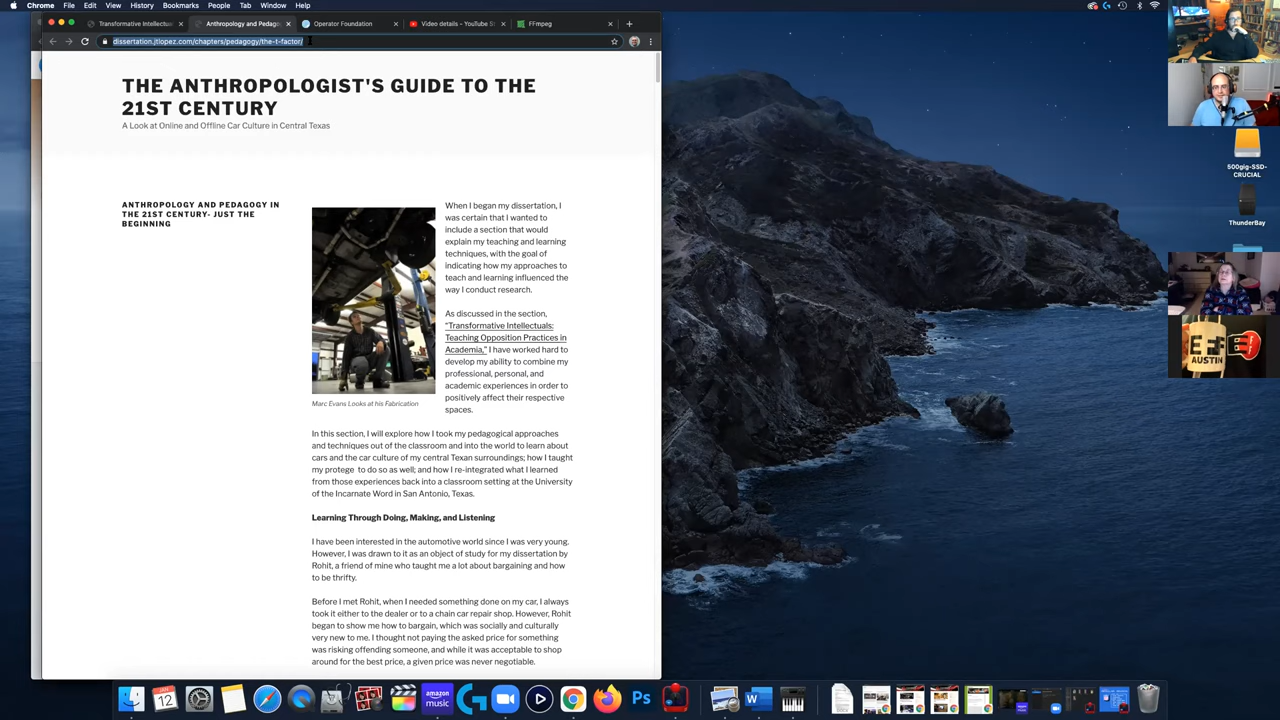 Chrome File Edit View History Bookmarks People Tab Window Help
Transformative Intellectu
Anthropology and Pedago
Operator Foundation
Video details - YouTube St
FFmpeg
dissertation.jtlopez.com/chapters/pedagogy/the-t-factor/
THE ANTHROPOLOGIST'S GUIDE TO THE
21ST CENTURY
A Look at Online and Offline Car Culture in Central Texas
ANTHROPOLOGY AND PEDAGOGY IN
THE 21ST CENTURY- JUST THE
BEGINNING
When I began my dissertation, I
was certain that I wanted to
include a section that would
explain my teaching and learning
techniques, with the goal of
indicating how my approaches to
teach and learning influenced the
way I conduct research.
As discussed in the section,
"Transformative Intellectuals:
Teaching Opposition Practices in
Academia," I have worked hard to
develop my ability to combine my
professional, personal, and
academic experiences in order to
positively affect their respective
spaces.
Marc Evans Looks at his Fabrication
In this section, I will explore how I took my pedagogical approaches
and techniques out of the classroom and into the world to learn about
cars and the car culture of my central Texan surroundings; how I taught
my protege to do so as well; and how I re-integrated what I learned
from those experiences back into a classroom setting at the University
of the Incarnate Word in San Antonio, Texas.
Learning Through Doing, Making, and Listening
I have been interested in the automotive world since I was very young.
However, I was drawn to it as an object of study for my dissertation by
Rohit, a friend of mine who taught me a lot about bargaining and how
to be thrifty.
Before I met Rohit, when I needed something done on my car, I always
took it either to the dealer or to a chain car repair shop. However, Rohit
began to show me how to bargain, which was socially and culturally
very new to me. I thought not paying the asked price for something
was risking offending someone, and while it was acceptable to shop
around for the best price, a given price was never negotiable.
500gig-SSD-
CRUCIAL
ThunderBay
EFF
AUSTIN
JAN
12
amazon
music
Ps
W